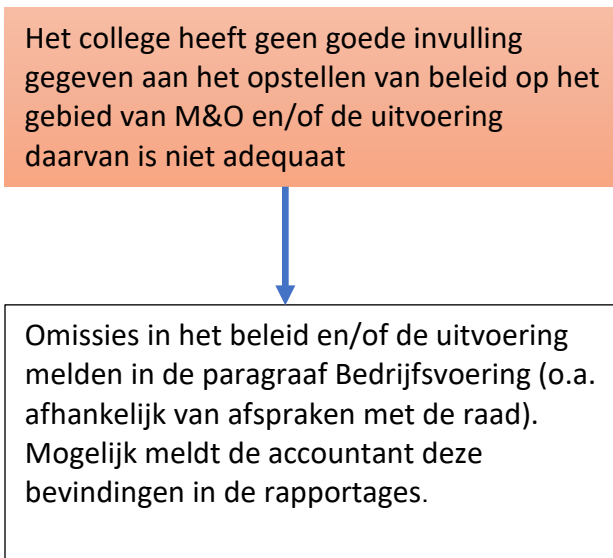 Het college heeft geen goede invulling
gegeven aan het opstellen van beleid op het
gebied van M&O en/of de uitvoering
daarvan is niet adequaat
Omissies in het beleid en/of de uitvoering
melden in de paragraaf Bedrijfsvoering (o.a.
afhankelijk van afspraken met de raad).
Mogelijk meldt de accountant deze
bevindingen in de rapportages.